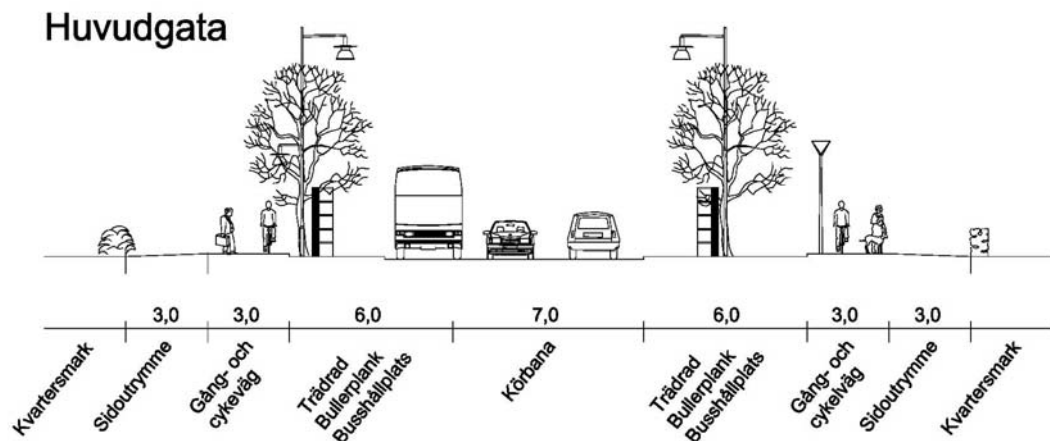 Huvudgata
3,0 3,0 6,0 7,0 6,0 3,0 3,0
Kvartersmark
Sidoutrymme
Gång- och
cykelväg
Trädrad
Bullerplank
Busshållplats
Körbana
Trädrad
Bullerplank
Busshållplats
Gång- och
cykelväg
Sidoutrymme
Kvartersmark